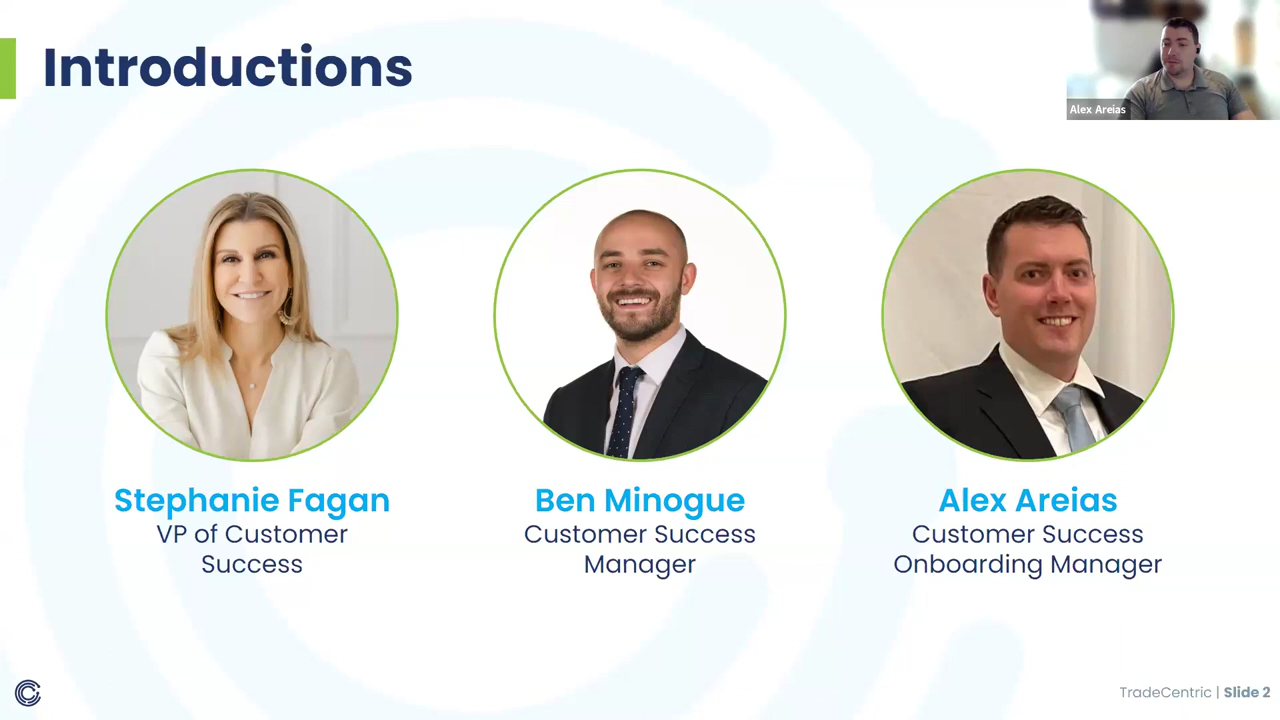 Introductions
Alex Areias
Stephanie Fagan
VP of Customer
Success
Ben Minogue
Customer Success
Manager
Alex Areias
Customer Success
Onboarding Manager
TradeCentric | Slide 2